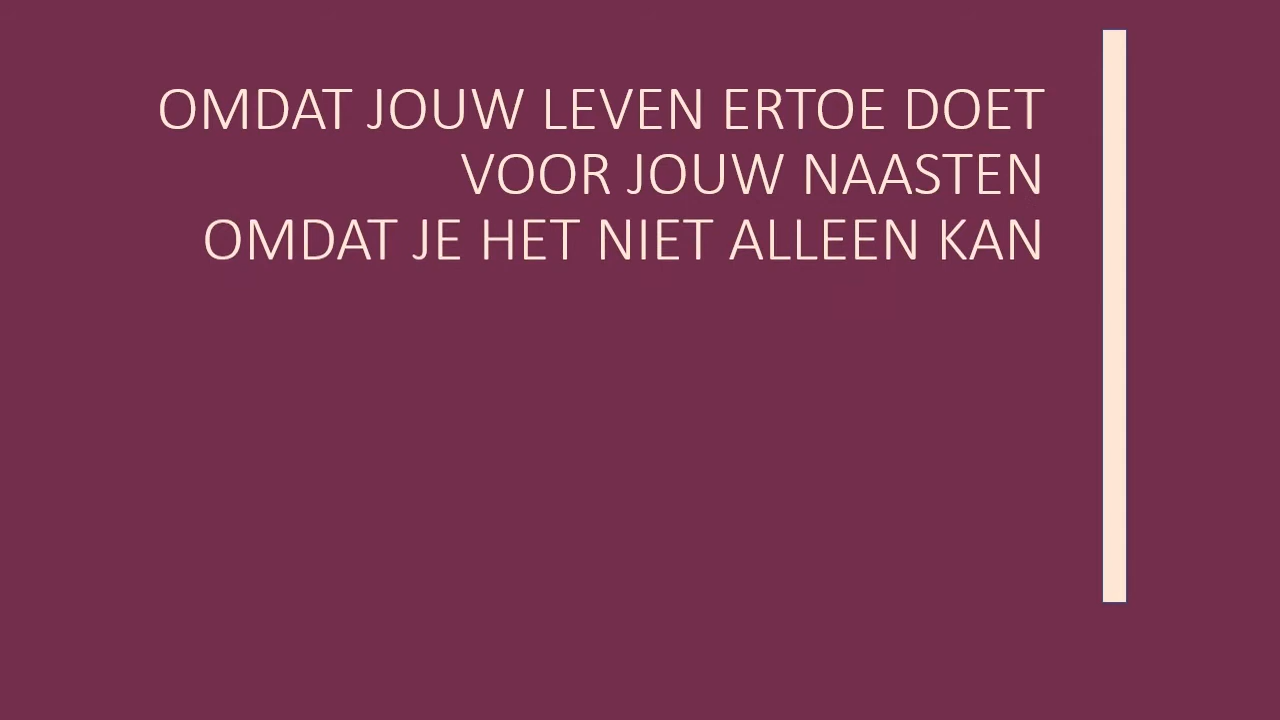 OMDAT JOUW LEVEN ERTOE DOET
VOOR JOUW NAASTEN
OMDAT JE HET NIET ALLEEN KAN